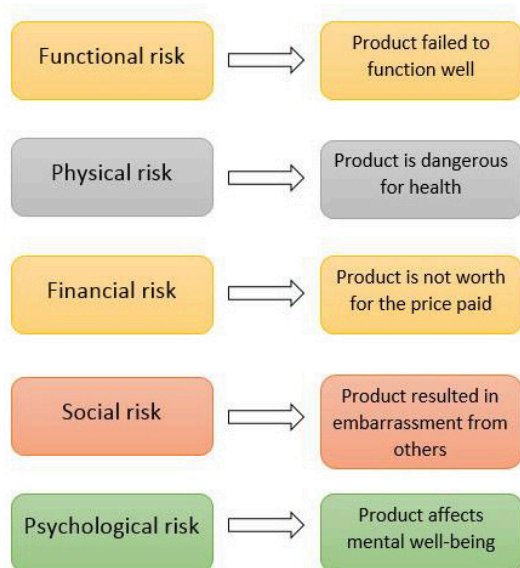 Functional risk
Product failed to
function well
Physical risk
Product is dangerous
for health
Financial risk
Product is not worth
for the price paid
Social risk
Product resulted in
embarrassment from
others
Psychological risk
Product affects
mental well-being